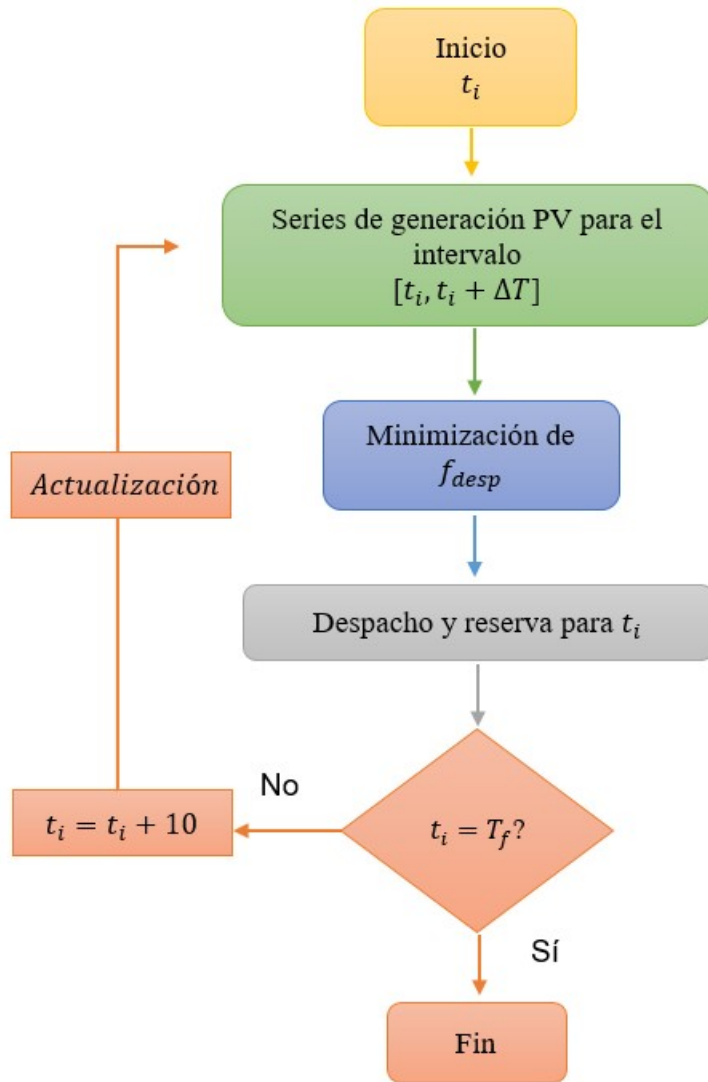 Inicio
t_i
Series de generación PV para el
intervalo
[t_i, t_i + ΔT]
Minimización de
f_desp
Actualización
Despacho y reserva para t_i
No
t_i = t_i + 10
t_i = T_f?
Sí
Fin